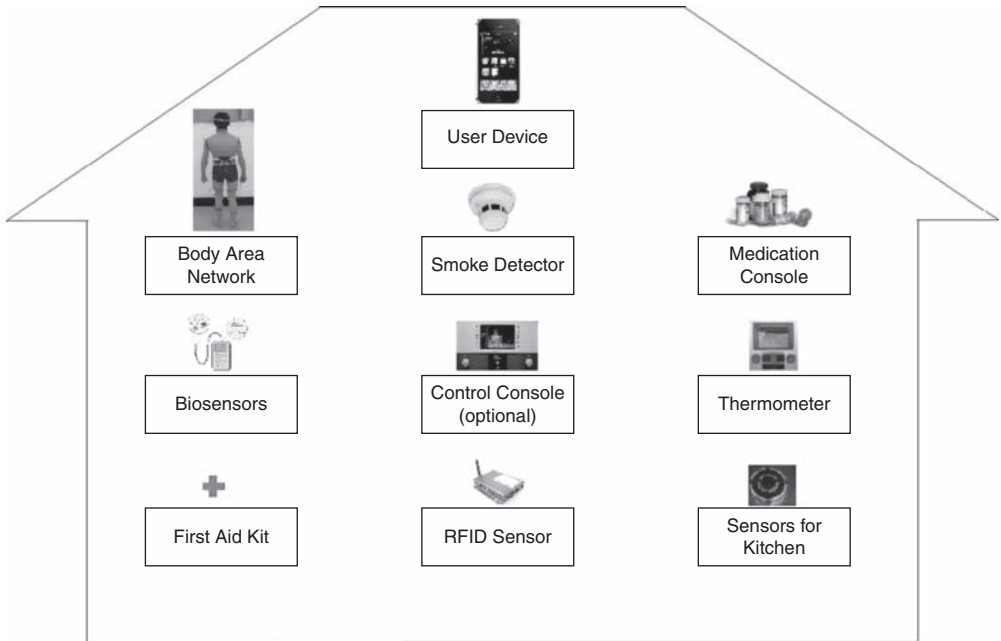 User Device
Body Area
Network
Smoke Detector
Medication
Console
Biosensors
Control Console
(optional)
Thermometer
First Aid Kit
RFID Sensor
Sensors for
Kitchen